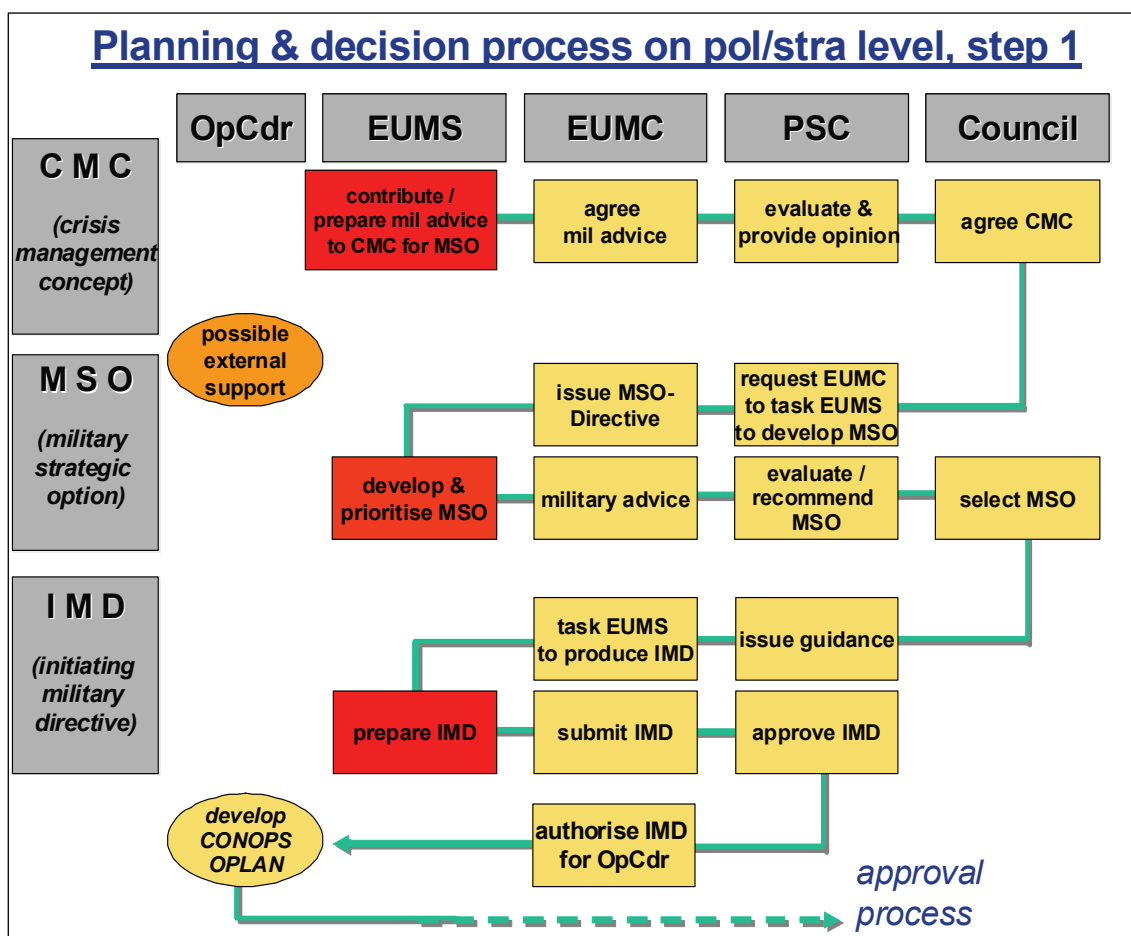 Planning & decision process on pol/stra level, step 1
OpCdr
EUMS
EUMC
PSC
Council
C M C
(crisis
management
concept)
contribute /
prepare mil advice
to CMC for MSO
agree
mil advice
evaluate &
provide opinion
agree CMC
possible
external
support
M S O
(military
strategic
option)
issue MSO-
Directive
request EUMC
to task EUMS
to develop MSO
develop &
prioritise MSO
military advice
evaluate /
recommend
MSO
select MSO
I M D
(initiating
military
directive)
task EUMS
to produce IMD
issue guidance
prepare IMD
submit IMD
approve IMD
develop
CONOPS
OPLAN
authorise IMD
for OpCdr
approval
process